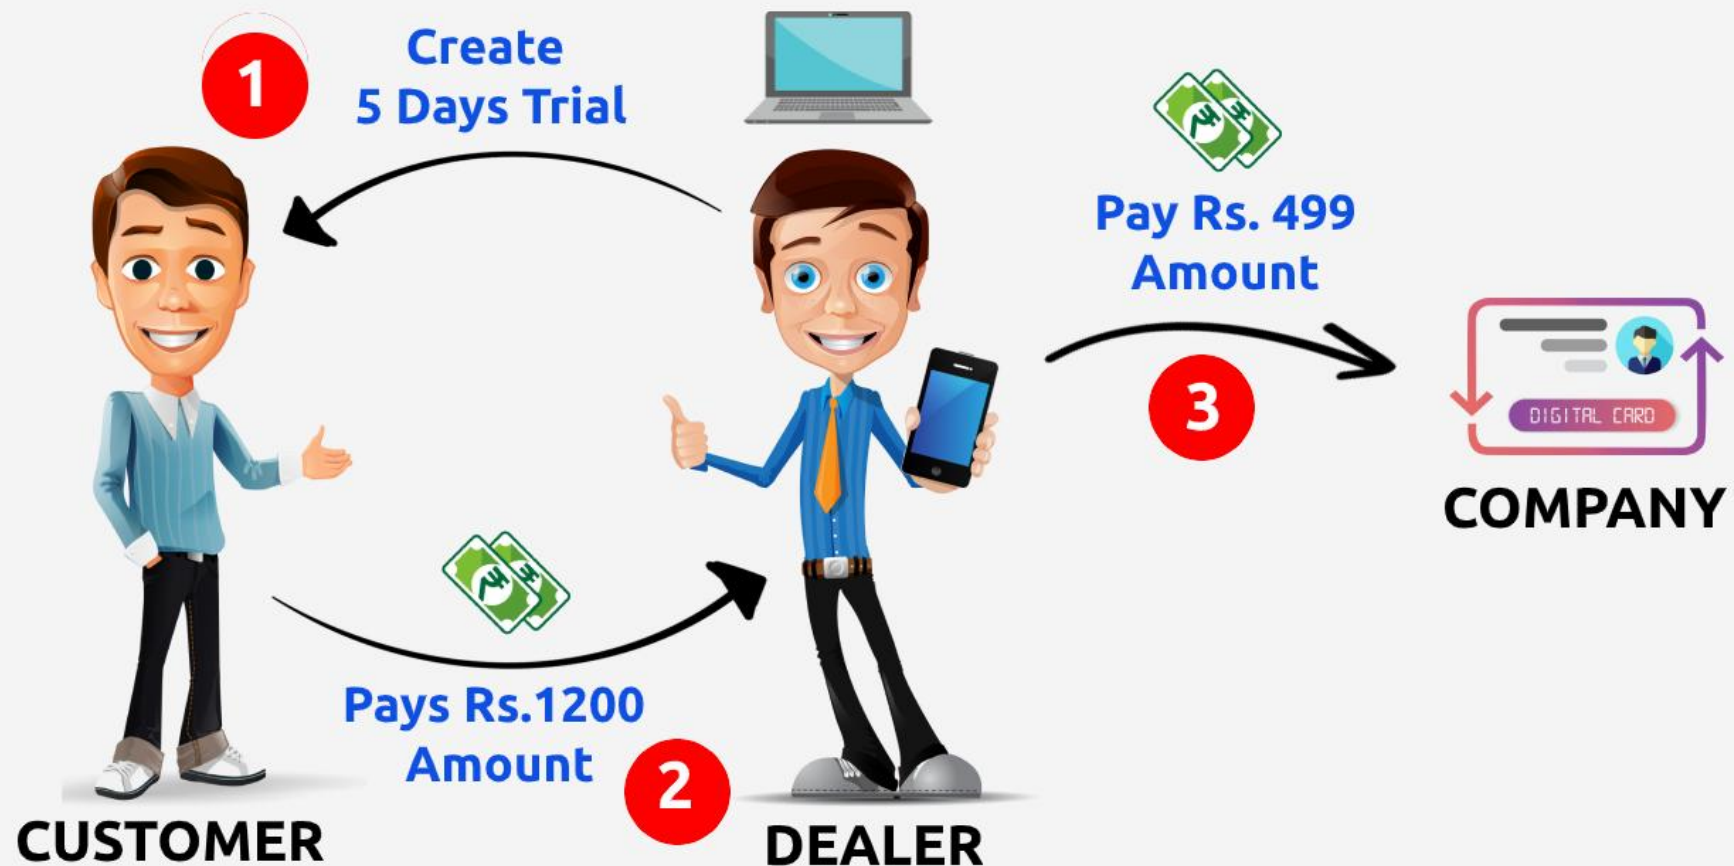 1
Create
5 Days Trial
Pay Rs. 499
Amount
3
DIGITAL CARD
COMPANY
Pays Rs.1200
Amount
2
CUSTOMER
DEALER